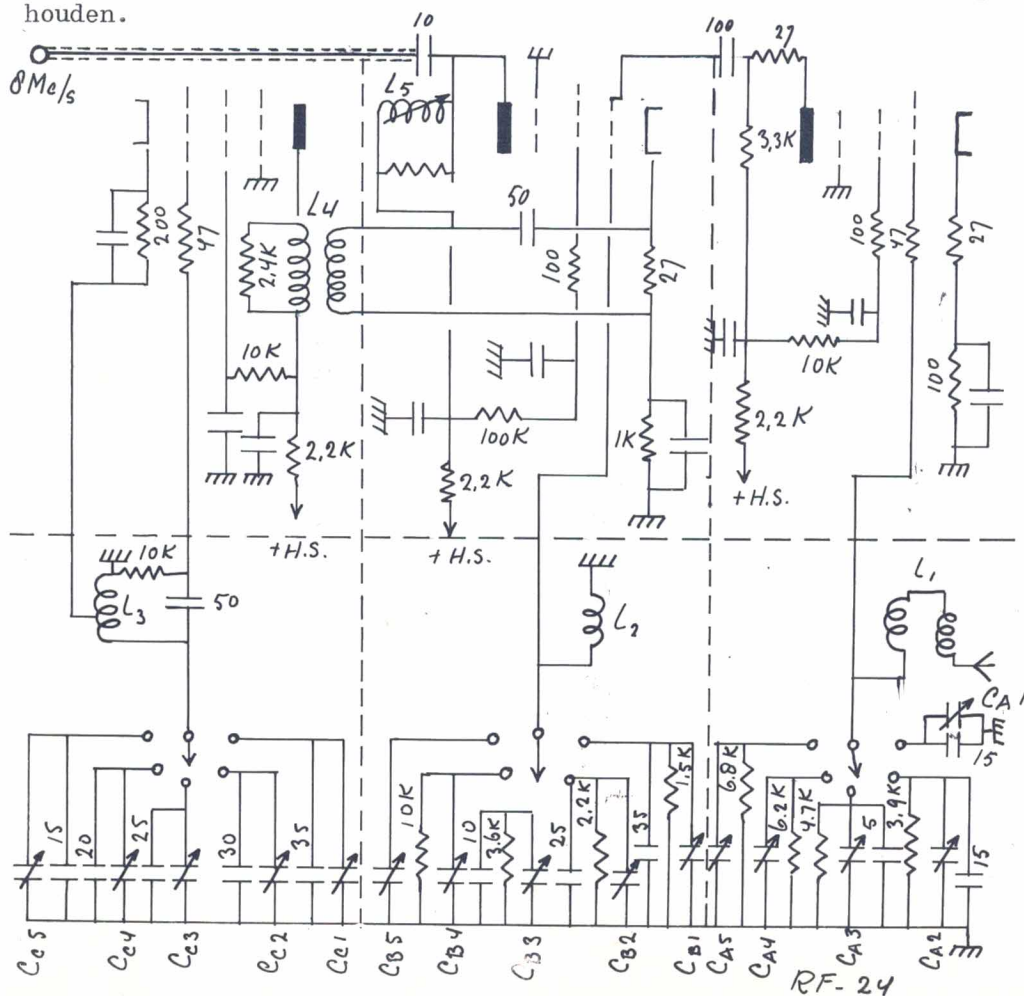 houden.
10
100
27
8Mc/s
L5
3,3K
50
200
47
L4
2,4K
100
27
100
47
27
10K
10K
100
2,2K
100K
1K
2,2K
2,2K
+H.S.
+H.S.
+H.S.
10K
L3
50
L2
L1
CA1
15
15
20
25
30
35
10K
10
3.6K
25
2.2K
35
1.5K
6.8K
6.2K
4.7K
5
3,9K
15
CC5
CC4
CC3
CC2
CC1
CB5
CB4
CB3
CB2
CB1
CA5
CA4
CA3
CA2
RF-24